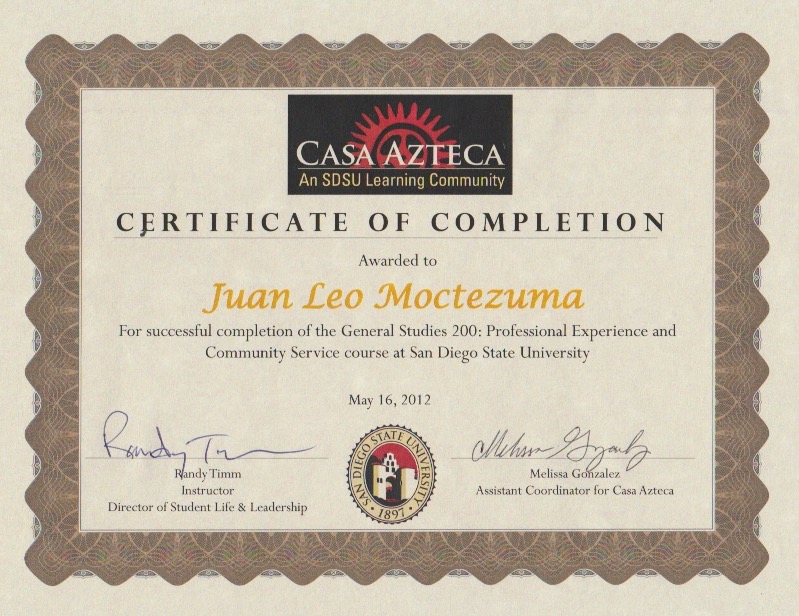 CASA AZTECA
An SDSU Learning Community
CERTIFICATE OF COMPLETION
Awarded to
Juan Leo Moctezuma
For successful completion of the General Studies 200: Professional Experience and
Community Service course at San Diego State University
May 16, 2012
Randy Timm
Randy Timm
Instructor
Director of Student Life & Leadership
SAN DIEGO STATE UNIVERSITY
1897
Melissa Gonzalez
Melissa Gonzalez
Assistant Coordinator for Casa Azteca